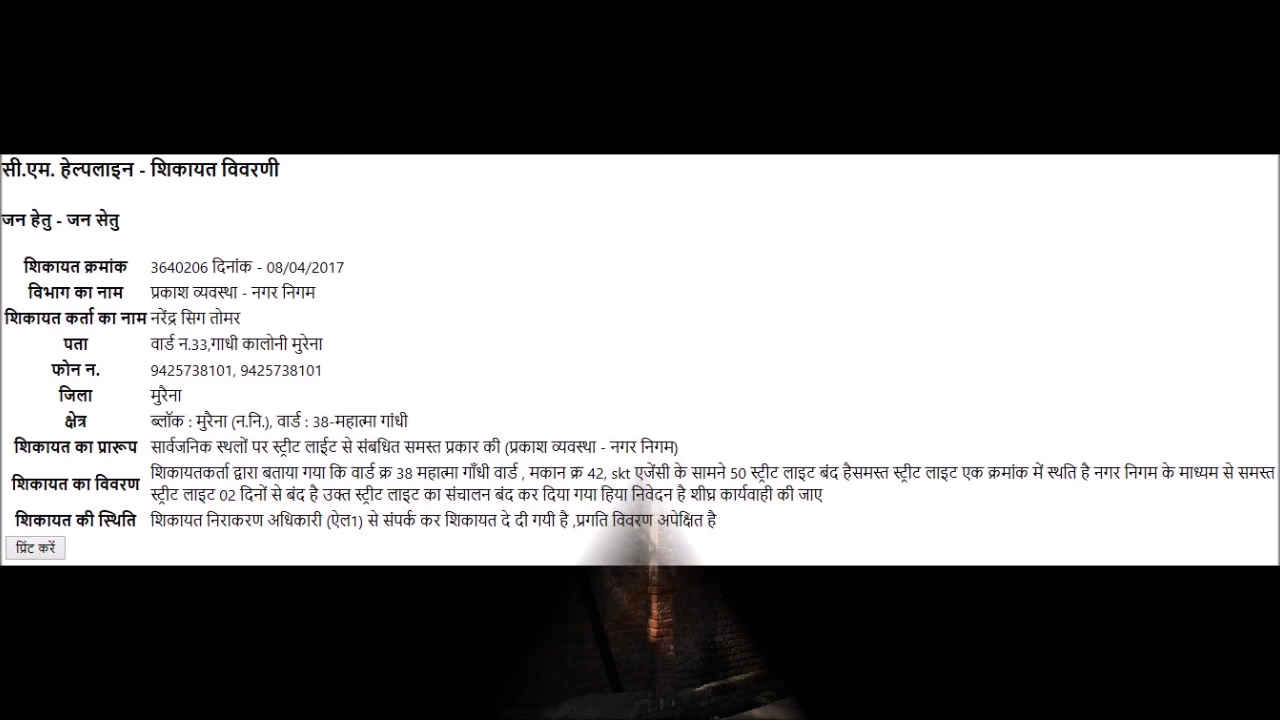 सी.एम. हेल्पलाइन - शिकायत विवरणी
जन हेतु - जन सेतु
शिकायत क्रमांक 3640206 दिनांक - 08/04/2017
विभाग का नाम प्रकाश व्यवस्था - नगर निगम
शिकायत कर्ता का नाम नरेंद्र सिग तोमर
पता वार्ड न.33,गाधी कालोनी मुरेना
फोन न. 9425738101, 9425738101
जिला मुरैना
क्षेत्र ब्लॉक : मुरैना (न.नि.), वार्ड : 38-महात्मा गांधी
शिकायत का प्रारूप सार्वजनिक स्थलों पर स्ट्रीट लाईट से संबधित समस्त प्रकार की (प्रकाश व्यवस्था - नगर निगम)
शिकायत का विवरण शिकायतकर्ता द्वारा बताया गया कि वार्ड क्र 38 महात्मा गाँधी वार्ड , मकान क्र 42, skt एजेंसी के सामने 50 स्ट्रीट लाइट बंद हैसमस्त स्ट्रीट लाइट एक क्रमांक में स्थति है नगर निगम के माध्यम से समस्त
स्ट्रीट लाइट 02 दिनों से बंद है उक्त स्ट्रीट लाइट का संचालन बंद कर दिया गया हिया निवेदन है शीघ्र कार्यवाही की जाए
शिकायत की स्थिति शिकायत निराकरण अधिकारी (ऐल1) से संपर्क कर शिकायत दे दी गयी है ,प्रगति विवरण अपेक्षित है
प्रिंट करें